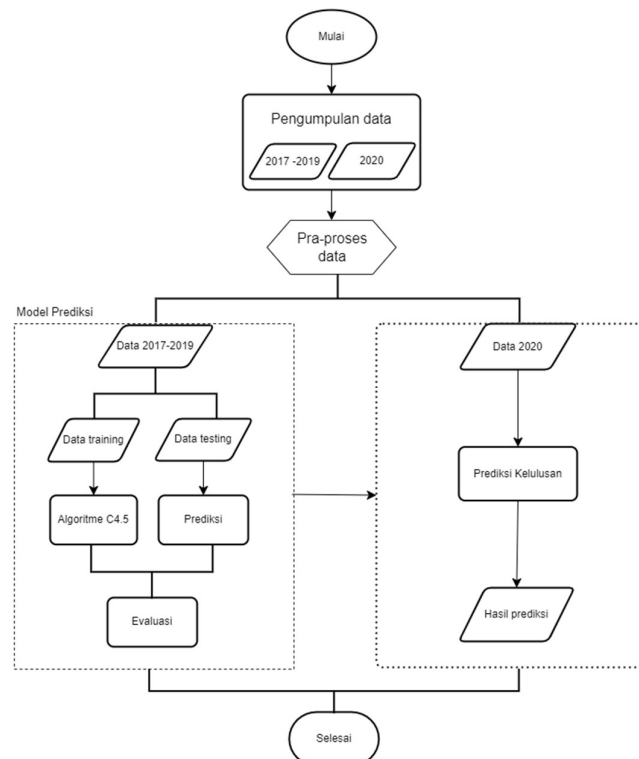 Mulai
Pengumpulan data
2017 -2019
2020
Pra-proses
data
Model Prediksi
Data 2017-2019
Data 2020
Data training
Data testing
Prediksi Kelulusan
Algoritme C4.5
Prediksi
Evaluasi
Hasil prediksi
Selesai